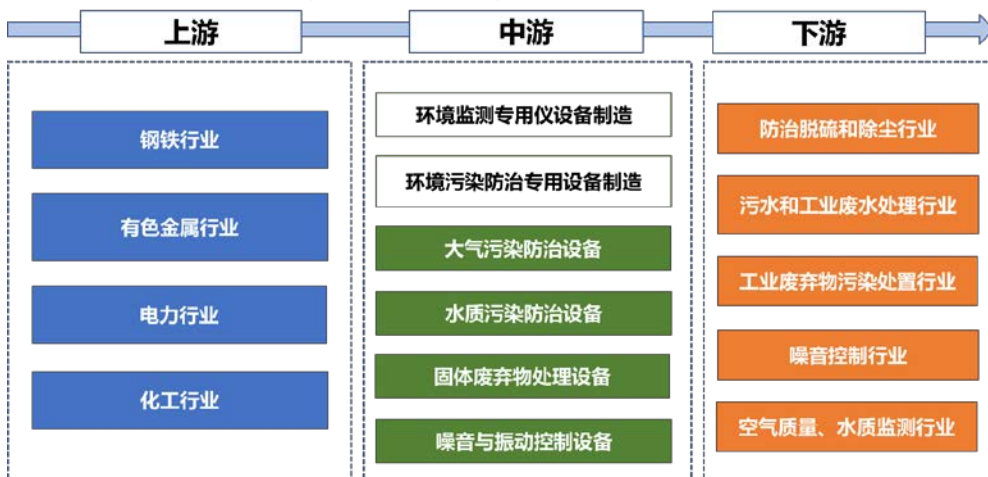 上游
中游
下游
钢铁行业
有色金属行业
电力行业
化工行业
环境监测专用仪设备制造
环境污染防治专用设备制造
大气污染防治设备
水质污染防治设备
固体废弃物处理设备
噪音与振动控制设备
防治脱硫和除尘行业
污水和工业废水处理行业
工业废弃物污染处置行业
噪音控制行业
空气质量、水质监测行业